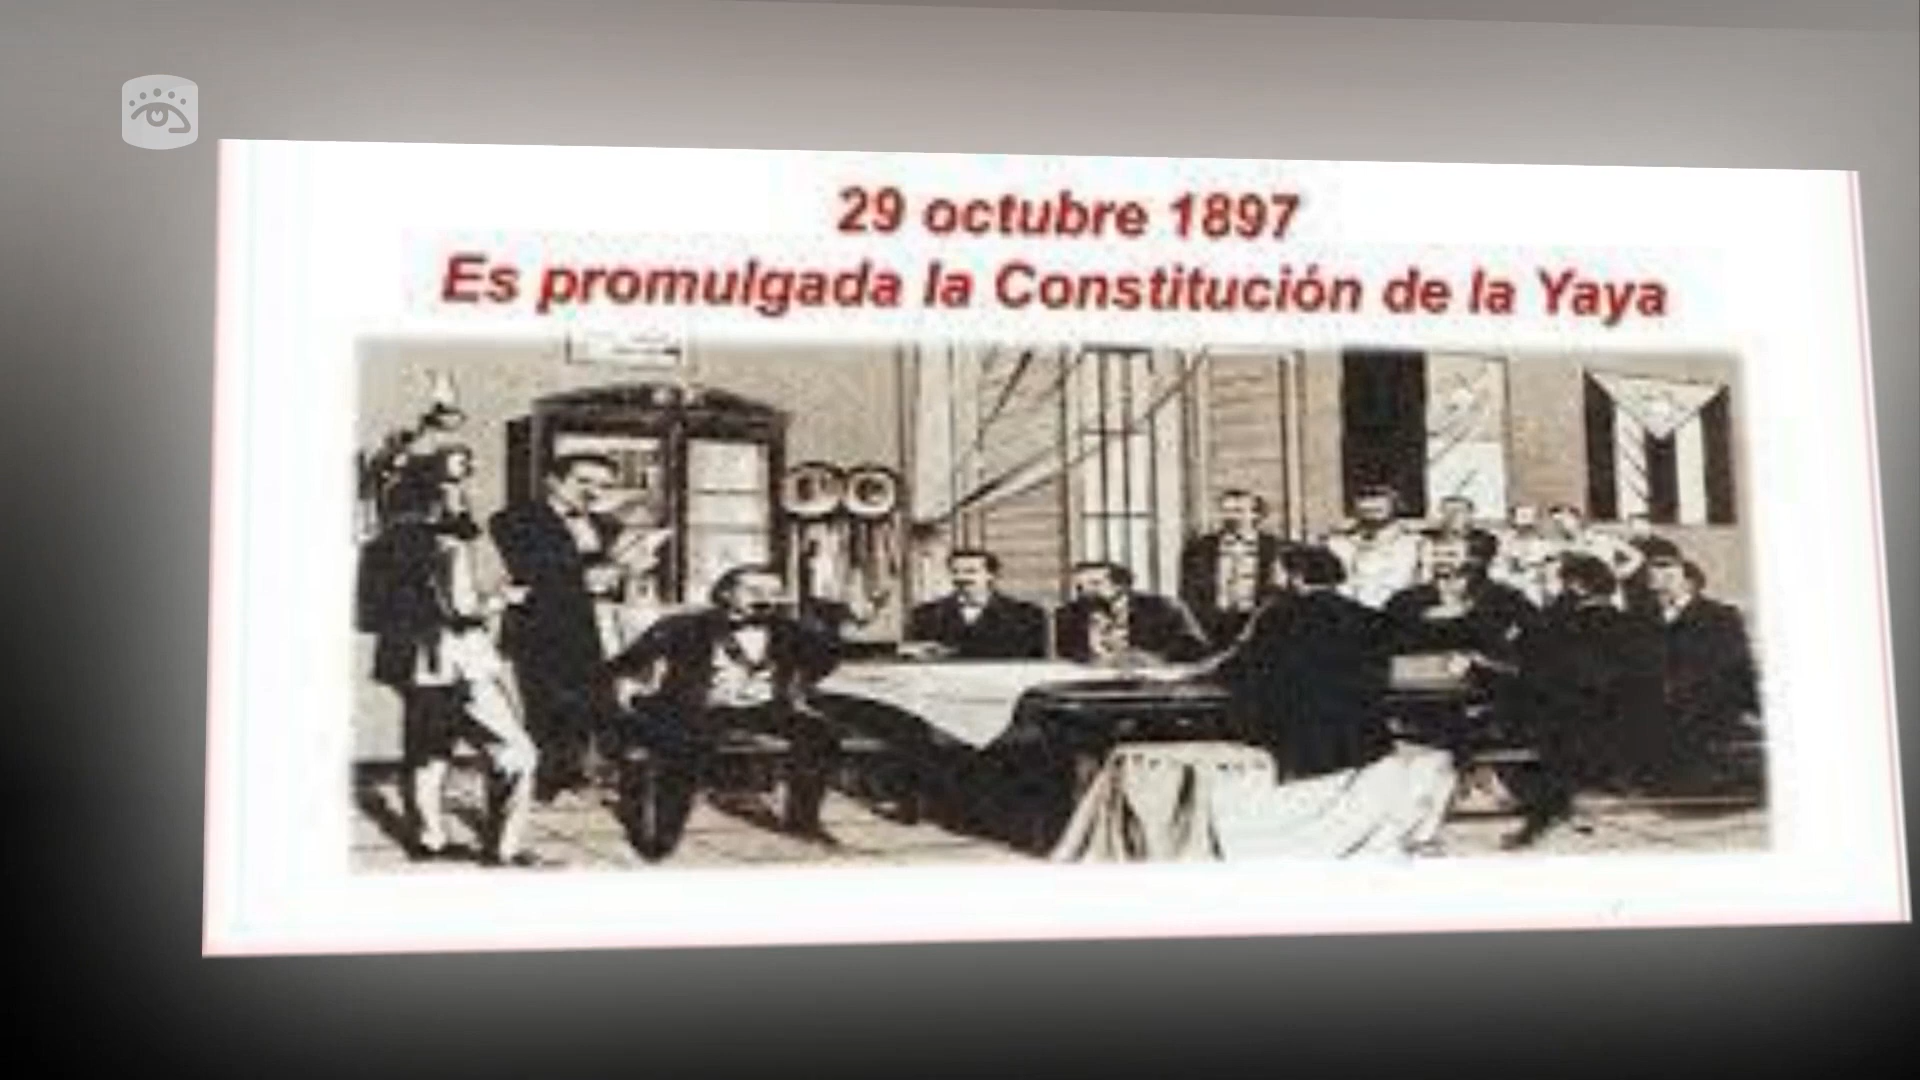 29 octubre 1897
Es promulgada la Constitución de la Yaya